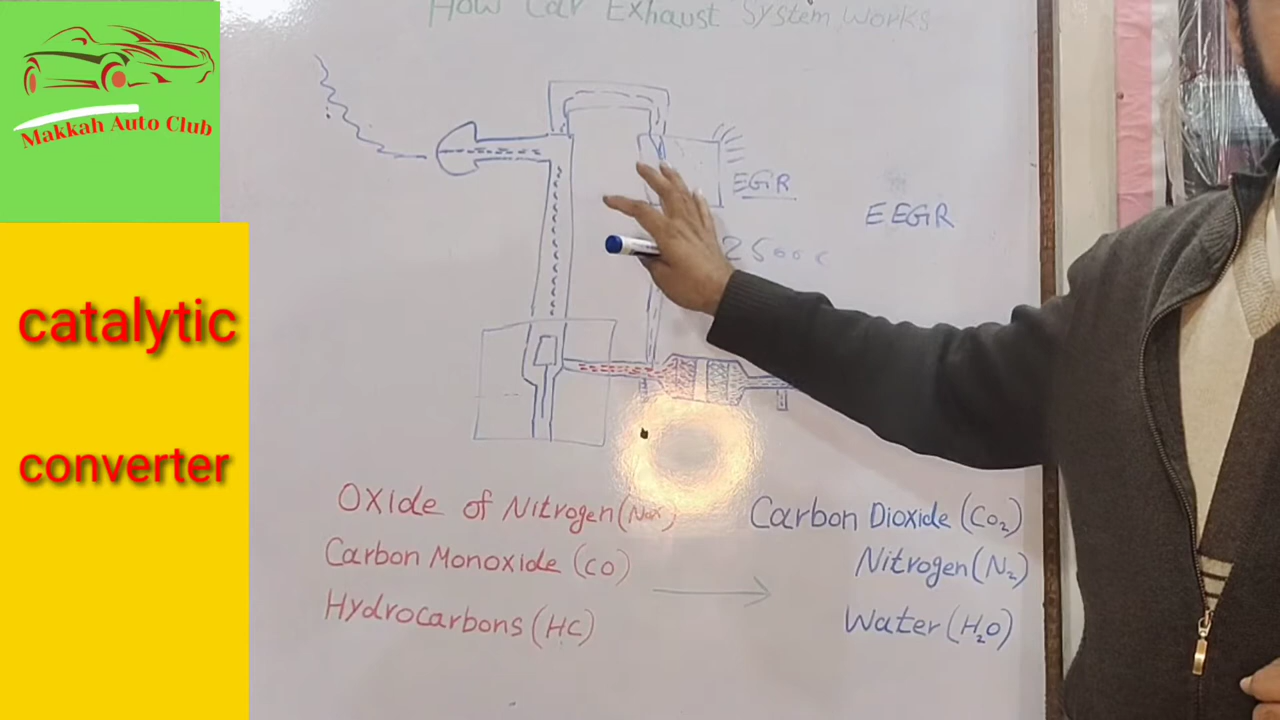 How Car Exhaust System Works
Makkah Auto Club
EGR
EEGR
2500c
catalytic
converter
Oxide of Nitrogen (Nox)
Carbon Dioxide (Co2)
Carbon Monoxide (CO)
Nitrogen (N2)
Hydrocarbons (HC)
Water (H2O)